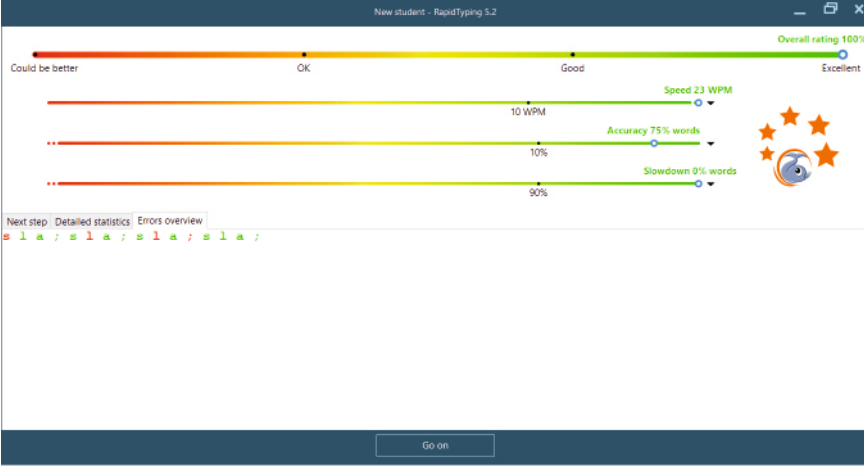 New student - RapidTyping 5.2
Overall rating 100%
Could be better OK Good Excellent
Speed 23 WPM
10 WPM
Accuracy 75% words
10%
Slowdown 0% words
90%
Next step Detailed statistics Errors overview
s l a ; s l a ; s l a ; s l a ;
Go on